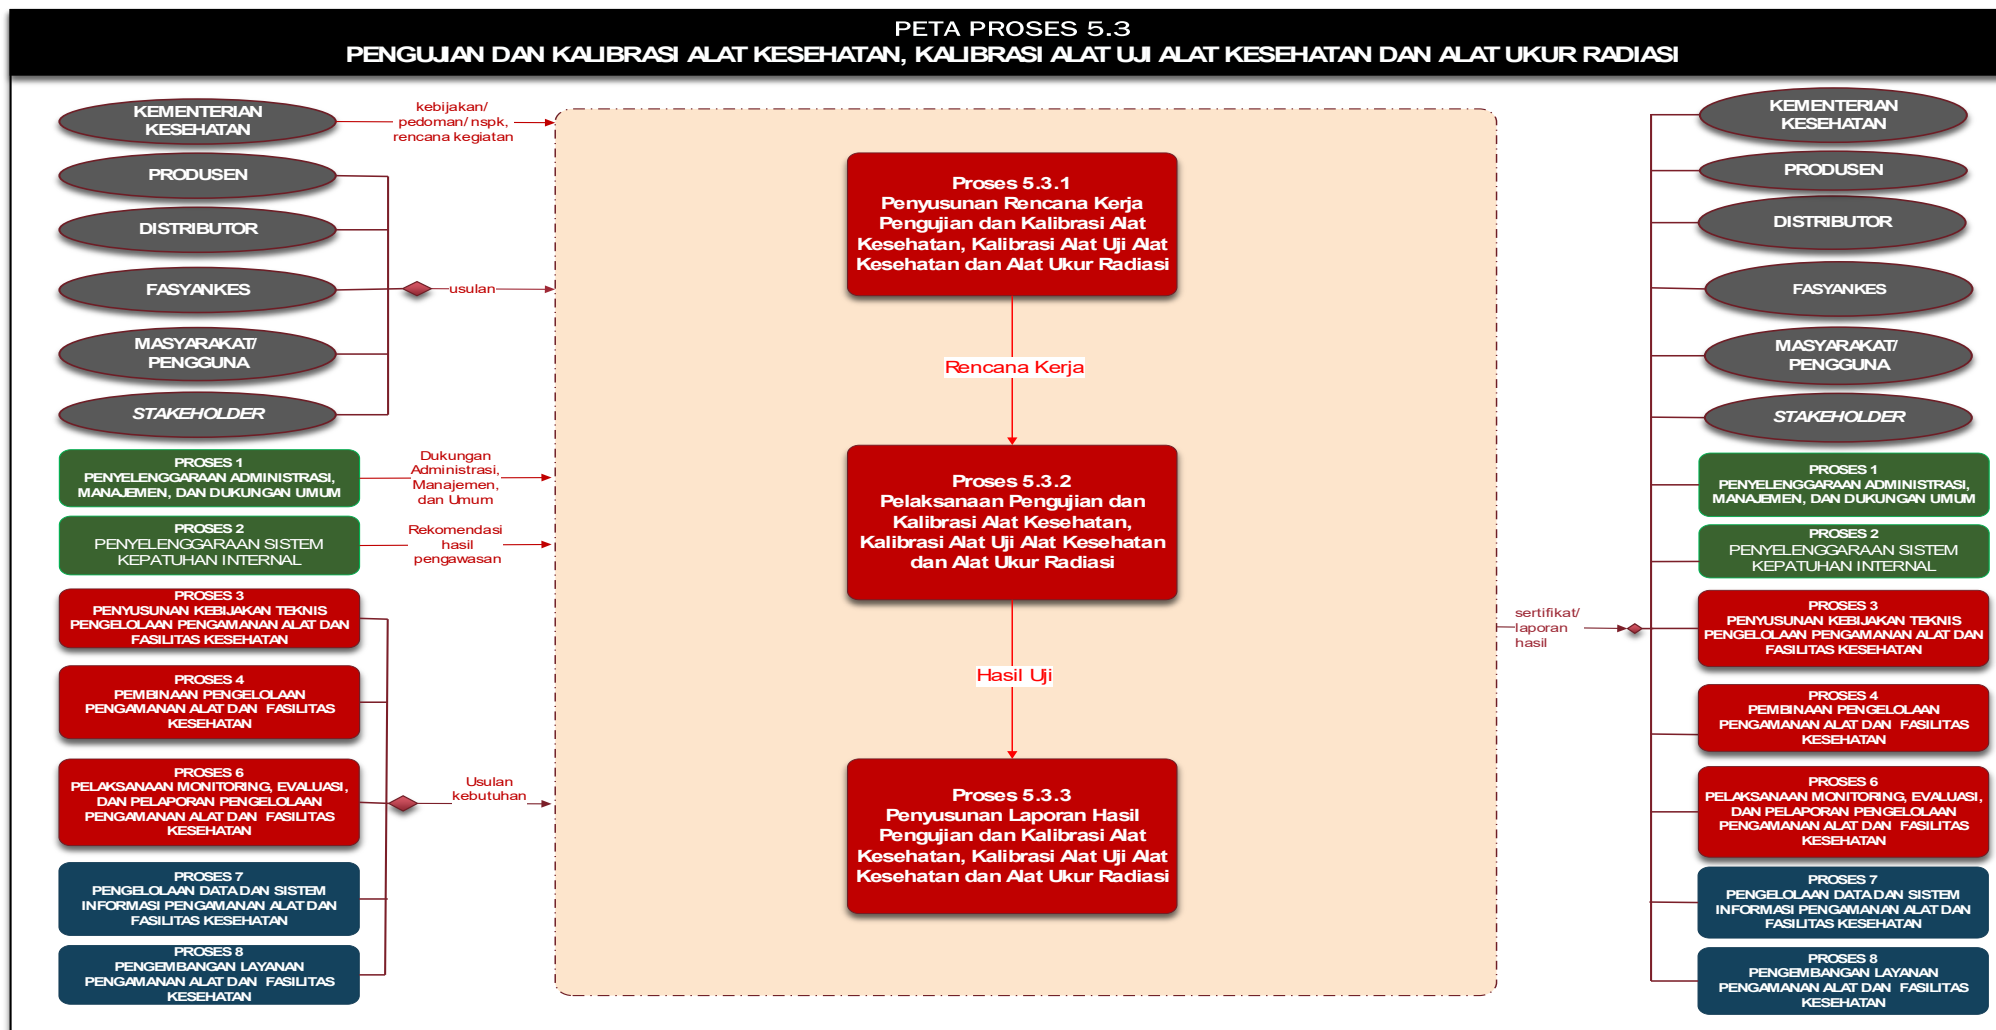 PETA PROSES 5.3
PENGUJIAN DAN KALIBRASI ALAT KESEHATAN, KALIBRASI ALAT UJI ALAT KESEHATAN DAN ALAT UKUR RADIASI
KEMENTERIAN
KESEHATAN
PRODUSEN
DISTRIBUTOR
FASYANKES
MASYARAKAT/
PENGGUNA
STAKEHOLDER
PROSES 1
PENYELENGGARAAN ADMINISTRASI,
MANAJEMEN, DAN DUKUNGAN UMUM
PROSES 2
PENYELENGGARAAN SISTEM
KEPATUHAN INTERNAL
PROSES 3
PENYUSUNAN KEBIJAKAN TEKNIS
PENGELOLAAN PENGAMANAN ALAT DAN
FASILITAS KESEHATAN
PROSES 4
PEMBINAAN PENGELOLAAN
PENGAMANAN ALAT DAN FASILITAS
KESEHATAN
PROSES 6
PELAKSANAAN MONITORING, EVALUASI,
DAN PELAPORAN PENGELOLAAN
PENGAMANAN ALAT DAN FASILITAS
KESEHATAN
PROSES 7
PENGELOLAAN DATA DAN SISTEM
INFORMASI PENGAMANAN ALAT DAN
FASILITAS KESEHATAN
PROSES 8
PENGEMBANGAN LAYANAN
PENGAMANAN ALAT DAN FASILITAS
KESEHATAN
kebijakan/
pedoman/ nspk,
rencana kegiatan
usulan
Dukungan
Administrasi,
Manajemen,
dan Umum
Rekomendasi
hasil
pengawasan
Usulan
kebutuhan
Proses 5.3.1
Penyusunan Rencana Kerja
Pengujian dan Kalibrasi Alat
Kesehatan, Kalibrasi Alat Uji Alat
Kesehatan dan Alat Ukur Radiasi
Rencana Kerja
Proses 5.3.2
Pelaksanaan Pengujian dan
Kalibrasi Alat Kesehatan,
Kalibrasi Alat Uji Alat Kesehatan
dan Alat Ukur Radiasi
Hasil Uji
Proses 5.3.3
Penyusunan Laporan Hasil
Pengujian dan Kalibrasi Alat
Kesehatan, Kalibrasi Alat Uji Alat
Kesehatan dan Alat Ukur Radiasi
sertifikat/
laporan
hasil
KEMENTERIAN
KESEHATAN
PRODUSEN
DISTRIBUTOR
FASYANKES
MASYARAKAT/
PENGGUNA
STAKEHOLDER
PROSES 1
PENYELENGGARAAN ADMINISTRASI,
MANAJEMEN, DAN DUKUNGAN UMUM
PROSES 2
PENYELENGGARAAN SISTEM
KEPATUHAN INTERNAL
PROSES 3
PENYUSUNAN KEBIJAKAN TEKNIS
PENGELOLAAN PENGAMANAN ALAT DAN
FASILITAS KESEHATAN
PROSES 4
PEMBINAAN PENGELOLAAN
PENGAMANAN ALAT DAN FASILITAS
KESEHATAN
PROSES 6
PELAKSANAAN MONITORING, EVALUASI,
DAN PELAPORAN PENGELOLAAN
PENGAMANAN ALAT DAN FASILITAS
KESEHATAN
PROSES 7
PENGELOLAAN DATA DAN SISTEM
INFORMASI PENGAMANAN ALAT DAN
FASILITAS KESEHATAN
PROSES 8
PENGEMBANGAN LAYANAN
PENGAMANAN ALAT DAN FASILITAS
KESEHATAN